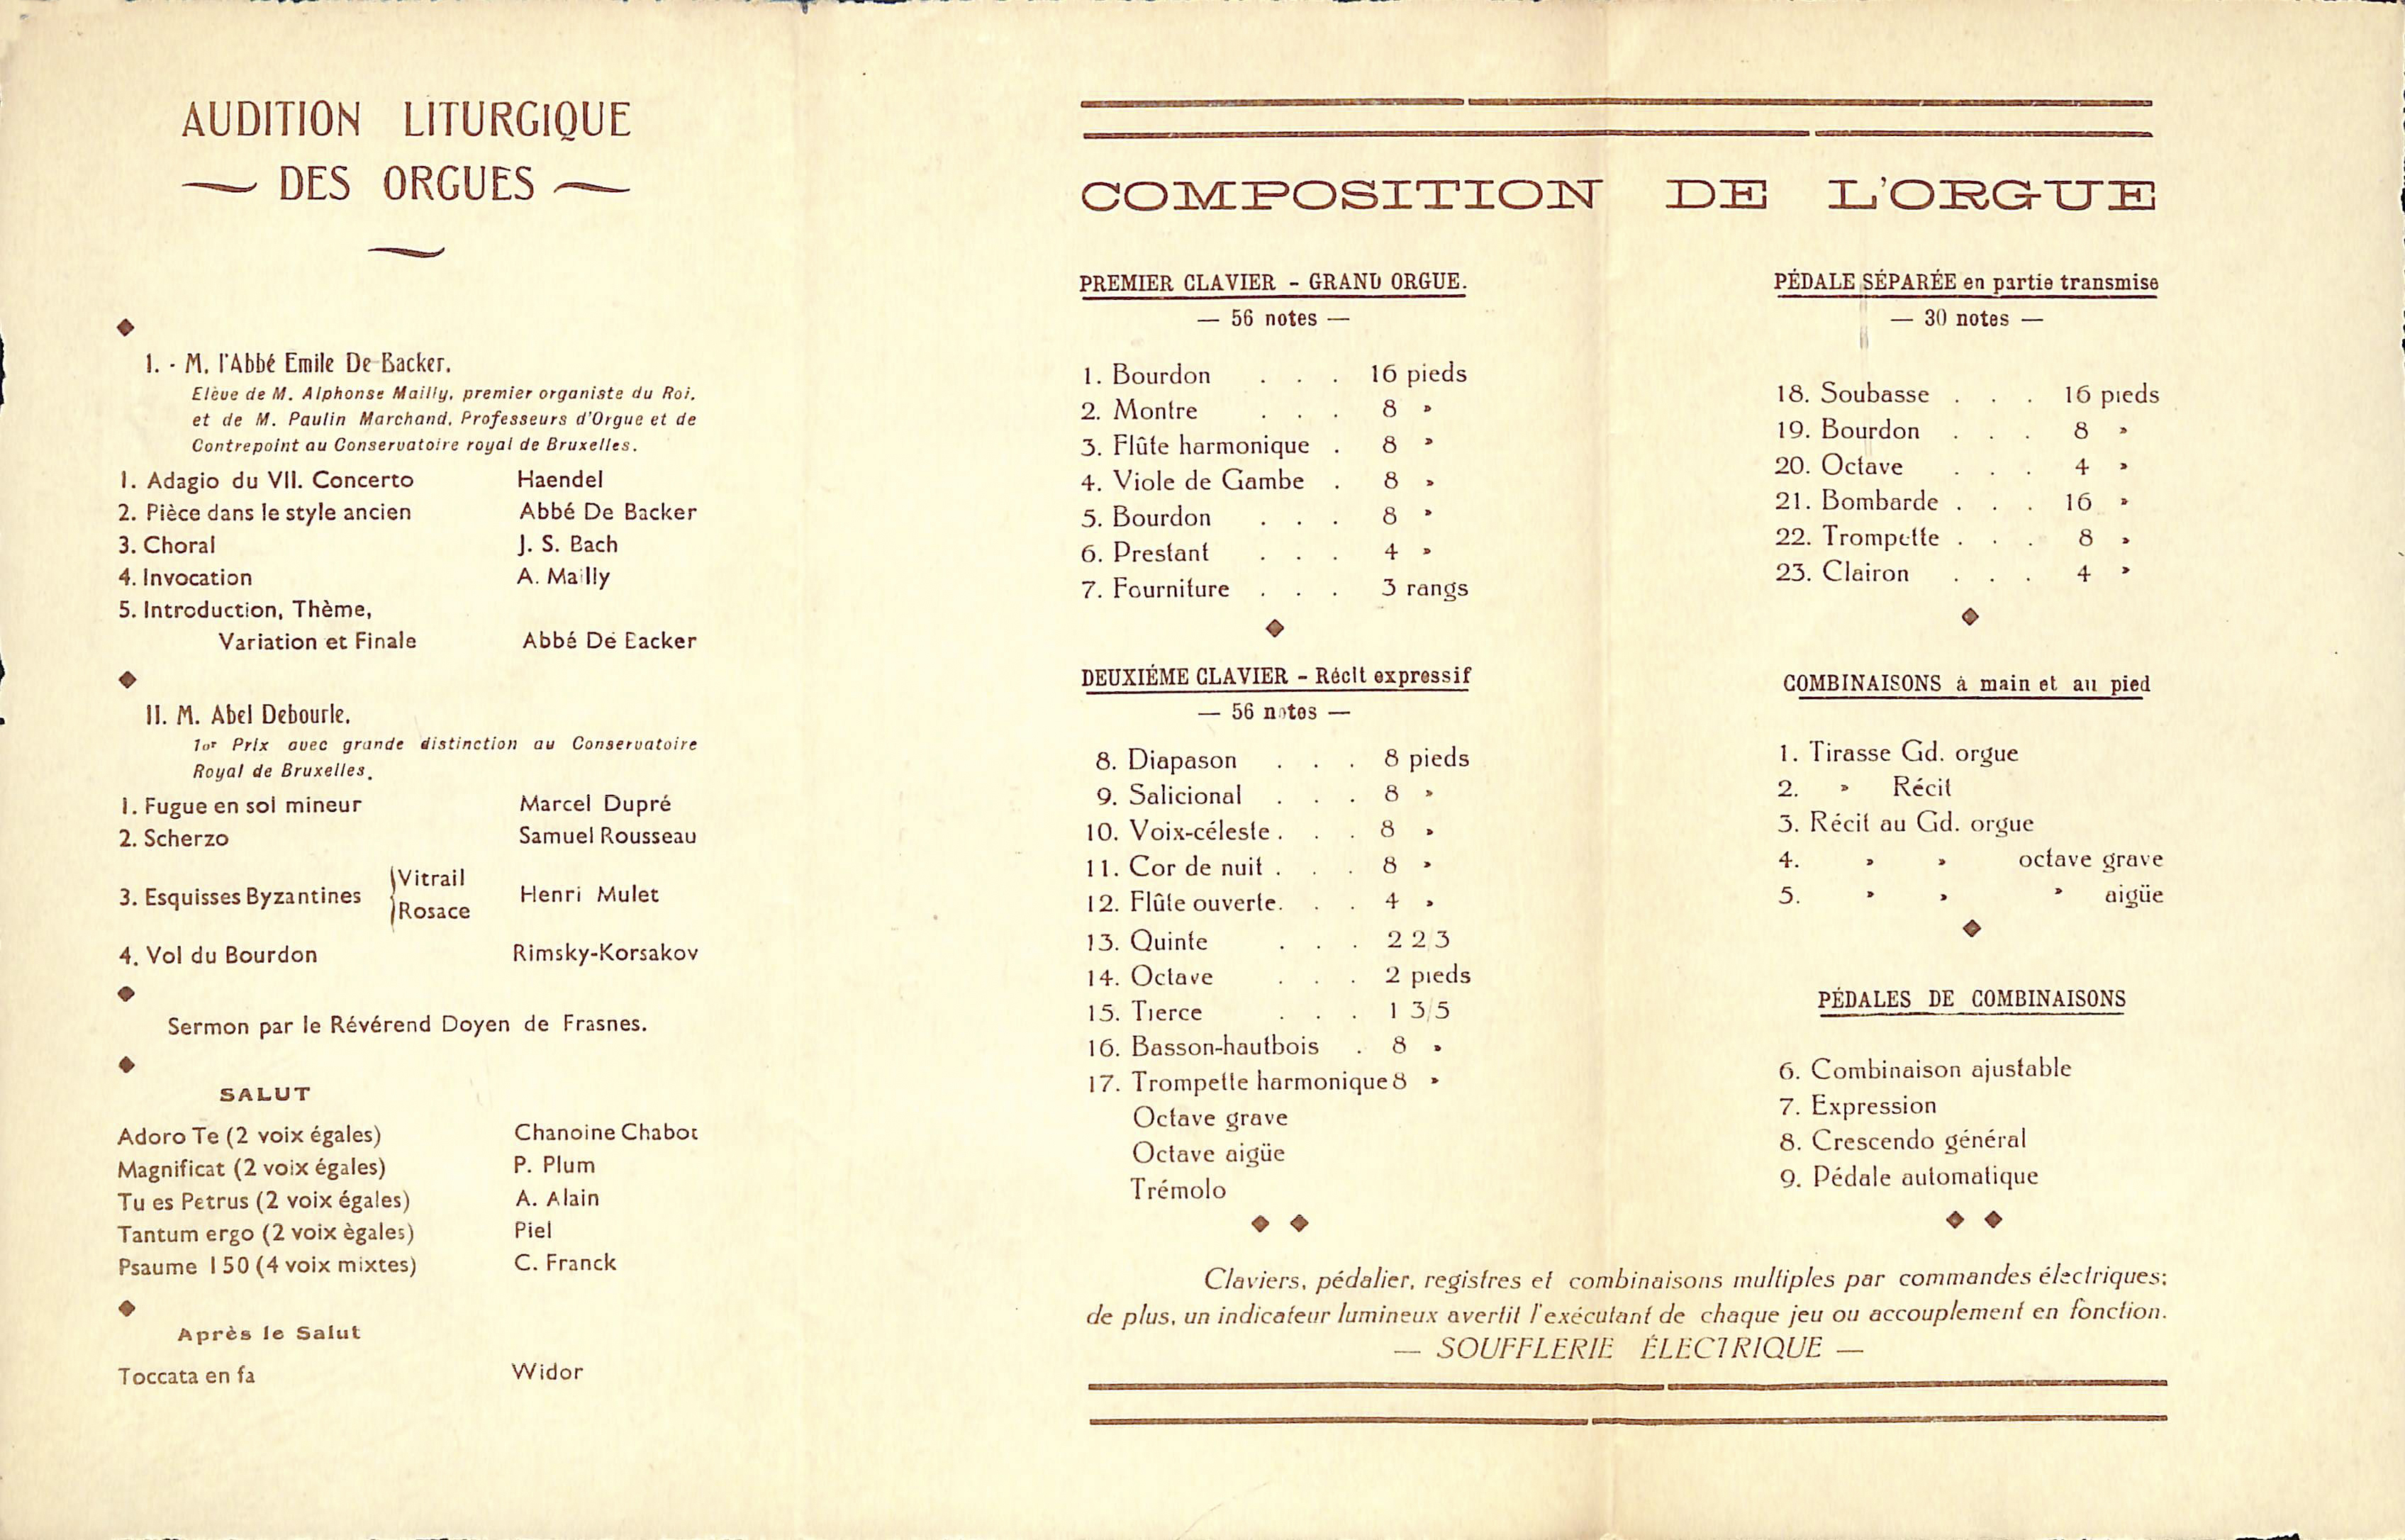 AUDITION LITURGIQUE
DES ORGUES
I. - M. l'Abbé Emile De Backer.
Elève de M. Alphonse Mailly, premier organiste du Roi.
et de M. Paulin Marchand, Professeurs d'Orgue et de
Contrepoint au Conservatoire royal de Bruxelles.
1. Adagio du VII. Concerto Haendel
2. Pièce dans le style ancien Abbé De Backer
3. Choral J. S. Bach
4. Invocation A. Mailly
5. Introduction, Thème,
Variation et Finale Abbé De Backer
II. M. Abel Debourle.
1er Prix avec grande distinction au Conservatoire
Royal de Bruxelles.
1. Fugue en sol mineur Marcel Dupré
2. Scherzo Samuel Rousseau
3. Esquisses Byzantines { Vitrail
Rosace Henri Mulet
4. Vol du Bourdon Rimsky-Korsakov
Sermon par le Révérend Doyen de Frasnes.
SALUT
Adoro Te (2 voix égales) Chanoine Chabot
Magnificat (2 voix égales) P. Plum
Tu es Petrus (2 voix égales) A. Alain
Tantum ergo (2 voix ègales) Piel
Psaume 150 (4 voix mixtes) C. Franck
Après le Salut
Toccata en fa Widor
COMPOSITION DE L'ORGUE
PREMIER CLAVIER - GRAND ORGUE.
— 56 notes —
1. Bourdon . . . 16 pieds
2. Montre . . . 8 »
3. Flûte harmonique . 8 »
4. Viole de Gambe . 8 »
5. Bourdon . . . 8 »
6. Prestant . . . 4 »
7. Fourniture . . . 3 rangs
DEUXIÉME CLAVIER - Récit expressif
— 56 notes —
8. Diapason . . . 8 pieds
9. Salicional . . . 8 »
10. Voix-céleste . . . 8 »
11. Cor de nuit . . . 8 »
12. Flûte ouverte . . . 4 »
13. Quinte . . . 2 2/3
14. Octave . . . 2 pieds
15. Tierce . . . 1 3/5
16. Basson-hautbois . 8 »
17. Trompette harmonique 8 »
Octave grave
Octave aigüe
Trémolo
PÉDALE SÉPARÉE en partie transmise
— 30 notes —
18. Soubasse . . . 16 pieds
19. Bourdon . . . 8 »
20. Octave . . . 4 »
21. Bombarde . . . 16 »
22. Trompette . . . 8 »
23. Clairon . . . 4 »
COMBINAISONS à main et au pied
1. Tirasse Gd. orgue
2. » Récit
3. Récit au Gd. orgue
4. » » octave grave
5. » » » aigüe
PÉDALES DE COMBINAISONS
6. Combinaison ajustable
7. Expression
8. Crescendo général
9. Pédale automatique
Claviers, pédalier, registres et combinaisons multiples par commandes électriques;
de plus, un indicateur lumineux avertit l'exécutant de chaque jeu ou accouplement en fonction.
— SOUFFLERIE ÉLECTRIQUE —